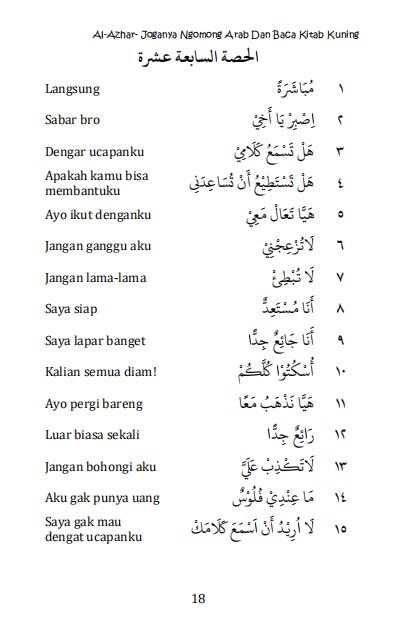 Al-Azhar- Joganya Ngomong Arab Dan Baca Kitab Kuning
الحصة السابعة عشرة
Langsung مُبَاشَرَةً ١
Sabar bro اِصْبِرْ يَا أَخِيْ ٢
Dengar ucapanku هَلْ تَسْمَعُ كَلَامِيْ ٣
Apakah kamu bisa
membantuku هَلْ تَسْتَطِيْعُ أَنْ تُسَاعِدَنِى ٤
Ayo ikut denganku هَيَّا تَعَالْ مَعِيْ ٥
Jangan ganggu aku لَاتُزْعِجْنِيْ ٦
Jangan lama-lama لَا تُبْطِئْ ٧
Saya siap أَنَا مُسْتَعِدٌّ ٨
Saya lapar banget أَنَا جَائِعٌ جِدًّا ٩
Kalian semua diam! أُسْكُتُوْا كُلُّكُمْ ١٠
Ayo pergi bareng هَيَّا نَذْهَبُ مَعًا ١١
Luar biasa sekali رَائِعٌ جِدًّا ١٢
Jangan bohongi aku لَاتَكْذِبْ عَلَيَّ ١٣
Aku gak punya uang مَا عِنْدِيْ فُلُوْسٌ ١٤
Saya gak mau
dengat ucapanku لَا اُرِيْدُ أَنْ اَسْمَعَ كَلَامَكْ ١٥
18